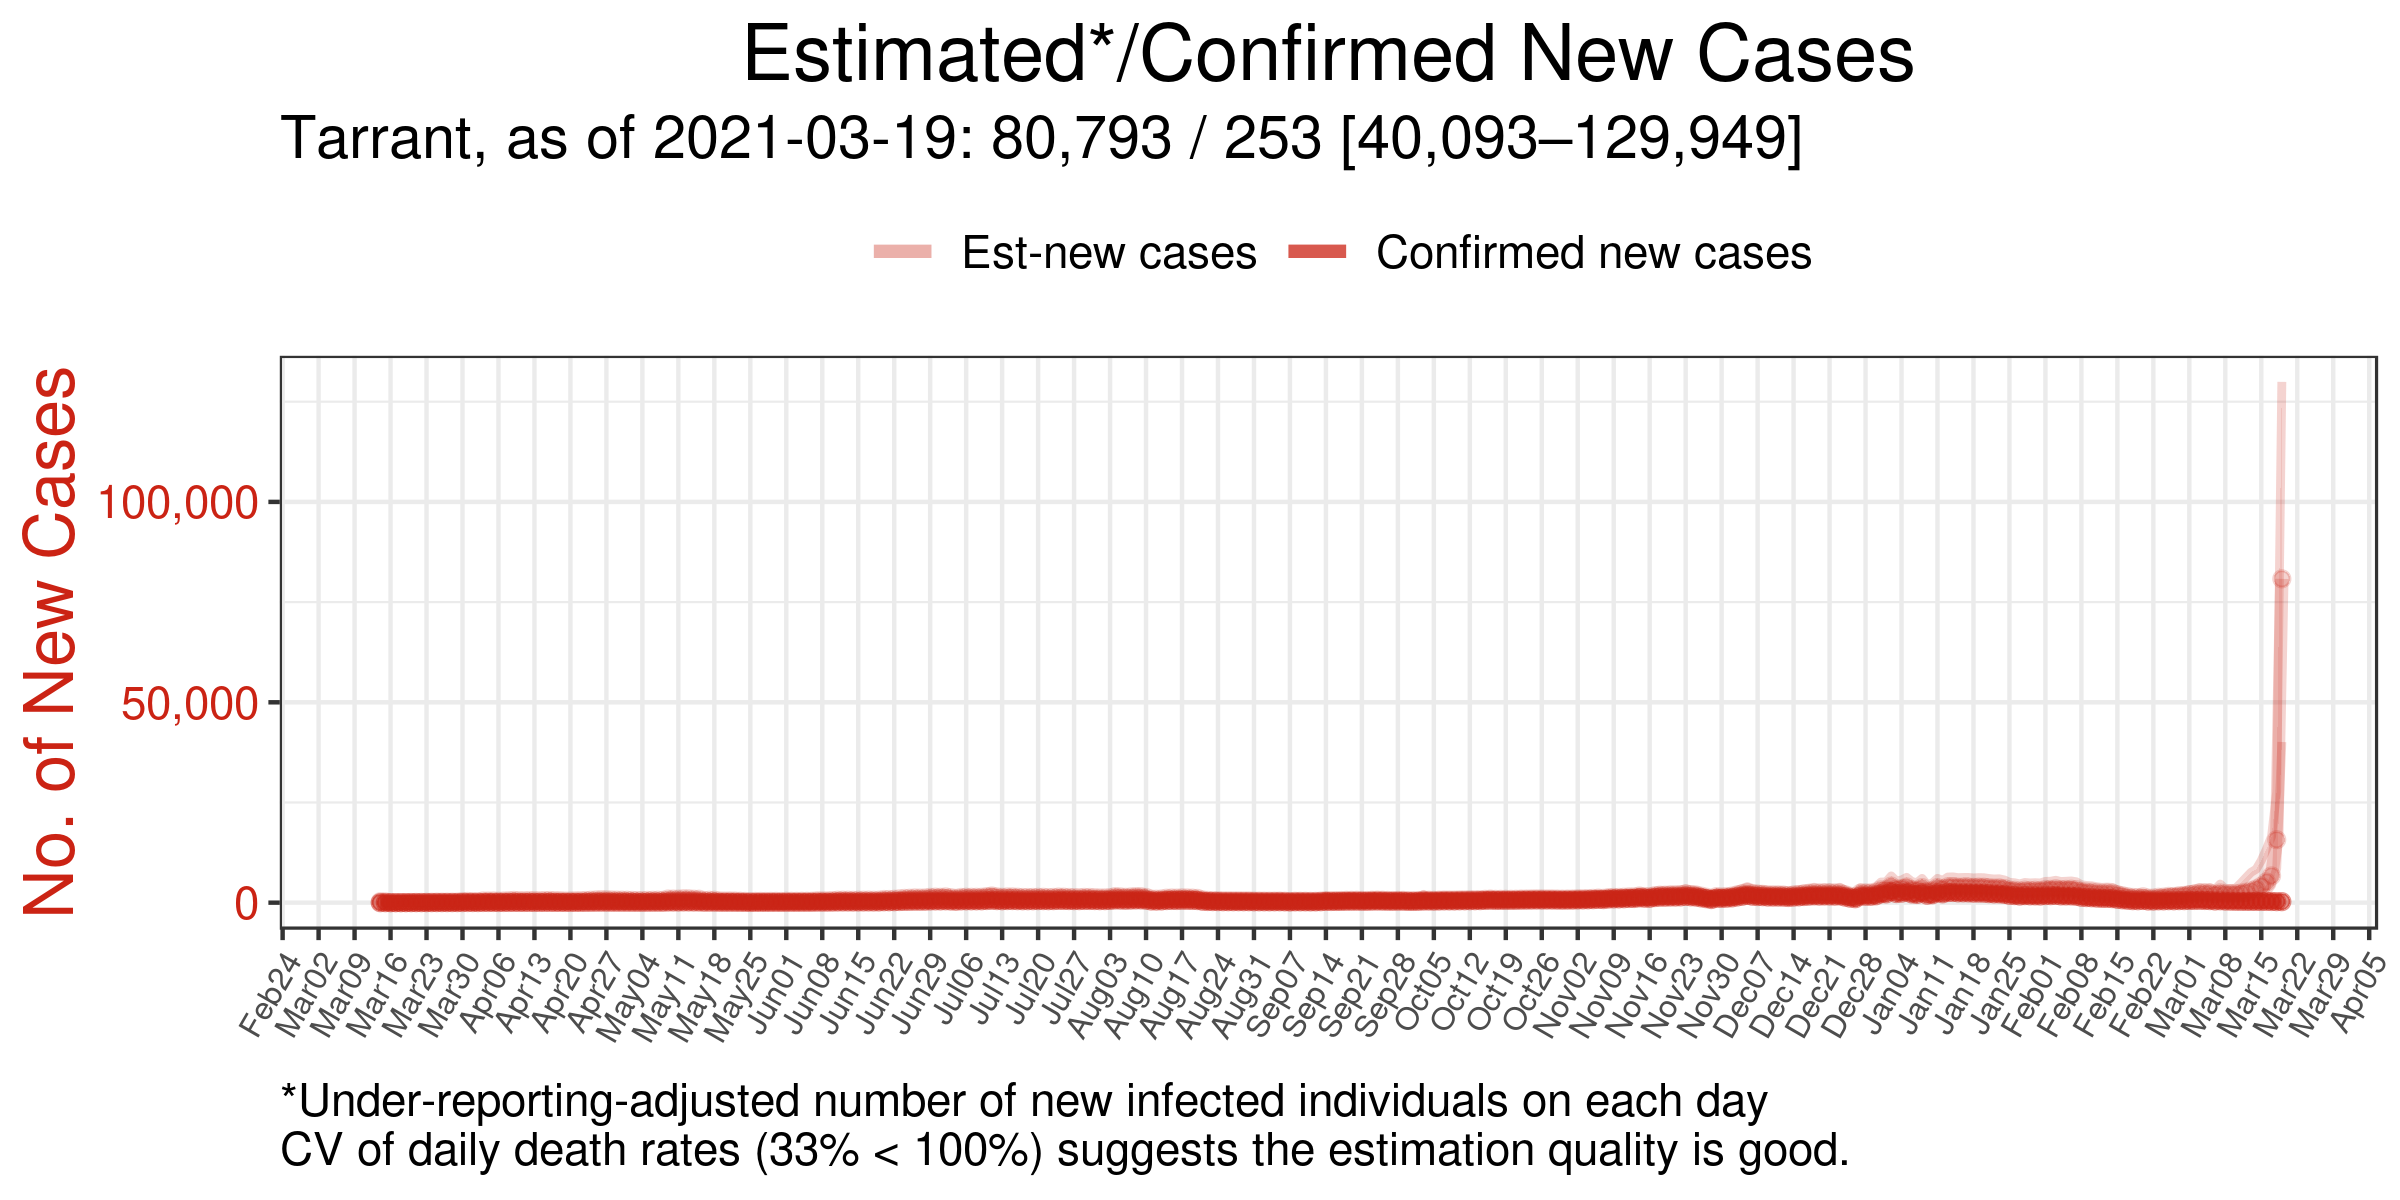 Estimated*/Confirmed New Cases
Tarrant, as of 2021-03-19: 80,793 / 253 [40,093–129,949]
Est-new cases Confirmed new cases
No. of New Cases
100,000
50,000
0
Feb24 Mar02 Mar09 Mar16 Mar23 Mar30 Apr06 Apr13 Apr20 Apr27 May04 May11 May18 May25 Jun01 Jun08 Jun15 Jun22 Jun29 Jul06 Jul13 Jul20 Jul27 Aug03 Aug10 Aug17 Aug24 Aug31 Sep07 Sep14 Sep21 Sep28 Oct05 Oct12 Oct19 Oct26 Nov02 Nov09 Nov16 Nov23 Nov30 Dec07 Dec14 Dec21 Dec28 Jan04 Jan11 Jan18 Jan25 Feb01 Feb08 Feb15 Feb22 Mar01 Mar08 Mar15 Mar22 Mar29 Apr05
*Under-reporting-adjusted number of new infected individuals on each day
CV of daily death rates (33% < 100%) suggests the estimation quality is good.